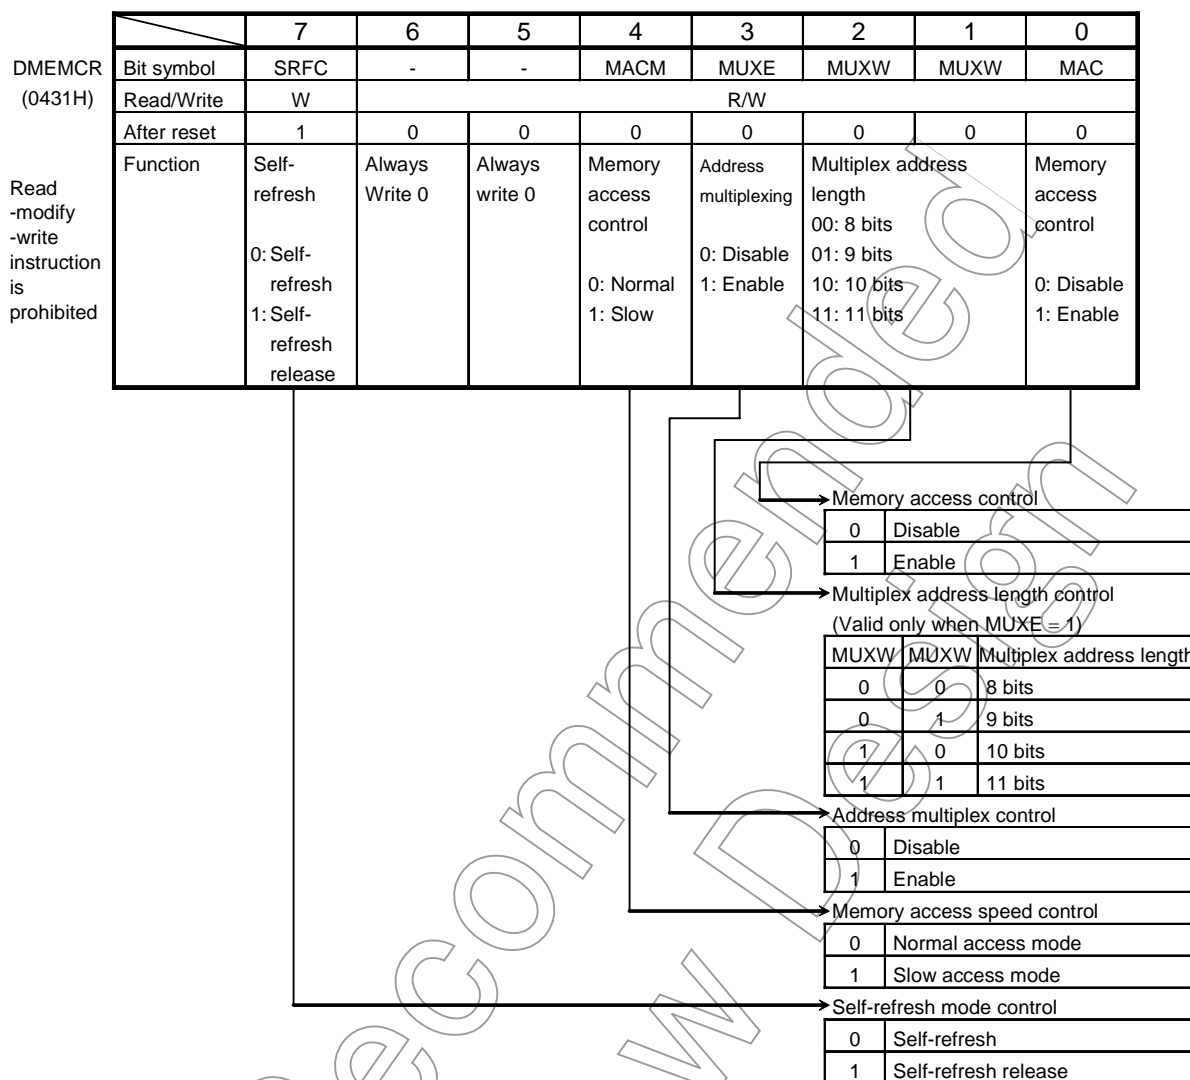 7 6 5 4 3 2 1 0
DMEMCR Bit symbol SRFC - - MACM MUXE MUXW MUXW MAC
(0431H) Read/Write W R/W
After reset 1 0 0 0 0 0 0 0
Function Self- Always Always Memory Address Multiplex address Memory
Read refresh Write 0 write 0 access multiplexing length access
-modify control 00: 8 bits control
-write 0: Self- 0: Disable 01: 9 bits
instruction refresh 0: Normal 1: Enable 10: 10 bits 0: Disable
is 1: Self- 1: Slow 11: 11 bits 1: Enable
prohibited refresh
release
Memory access control
0 Disable
1 Enable
Multiplex address length control
(Valid only when MUXE = 1)
MUXW MUXW Multiplex address length
0 0 8 bits
0 1 9 bits
1 0 10 bits
1 1 11 bits
Address multiplex control
0 Disable
1 Enable
Memory access speed control
0 Normal access mode
1 Slow access mode
Self-refresh mode control
0 Self-refresh
1 Self-refresh release
ecommended
w Design